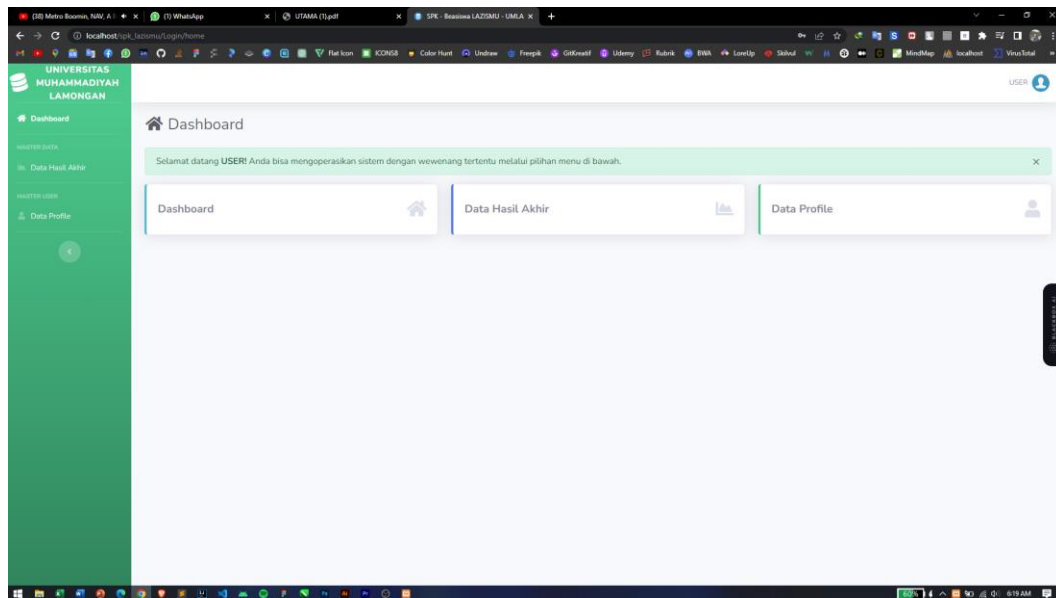 (38) Metro Boomin, NAV, A
(1) WhatsApp
UTAMA (1).pdf
SPK - Beasiswa LAZISMU - UMLA
localhost/spk_lazismu/Login/home
Flat Icon
ICONS8
Color Hunt
Undraw
Freepik
GitKreatif
Udemy
Rubrik
BWA
LoreUp
Skilvul
MindMap
localhost
VirusTotal
UNIVERSITAS
MUHAMMADIYAH
LAMONGAN
USER
Dashboard
MASTER DATA
Data Hasil Akhir
MASTER USER
Data Profile
Dashboard
Selamat datang USER! Anda bisa mengoperasikan sistem dengan wewenang tertentu melalui pilihan menu di bawah.
Dashboard
Data Hasil Akhir
Data Profile
60%
6:19 AM